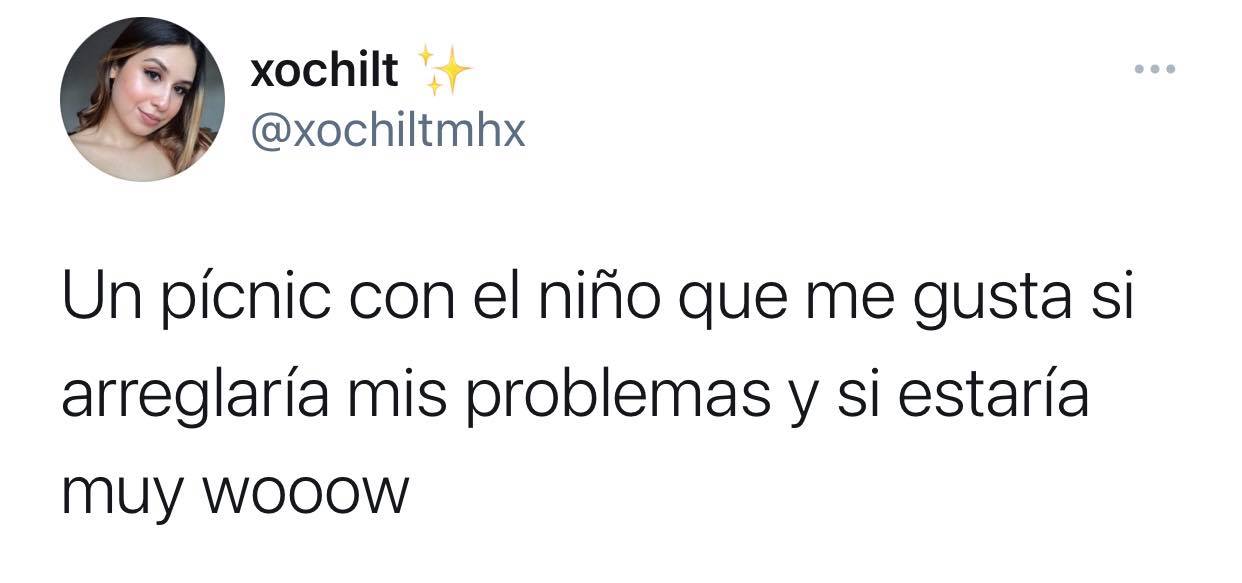 xochilt ✨
@xochiltmhx
Un pícnic con el niño que me gusta si
arreglaría mis problemas y si estaría
muy wooow